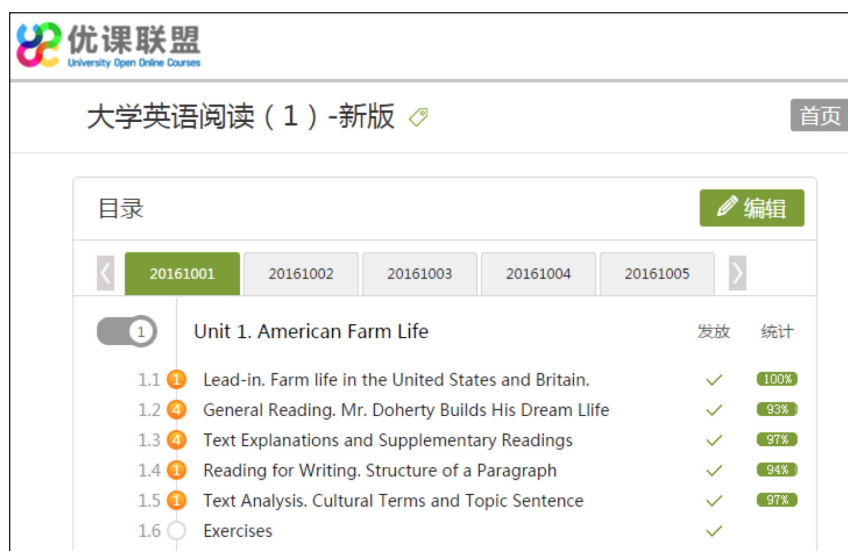 优课联盟
University Open Online Courses
大学英语阅读（1）-新版
首页
目录
编辑
20161001 20161002 20161003 20161004 20161005
1 Unit 1. American Farm Life 发放 统计
1.1 1 Lead-in. Farm life in the United States and Britain. 100%
1.2 4 General Reading. Mr. Doherty Builds His Dream Llife 93%
1.3 4 Text Explanations and Supplementary Readings 97%
1.4 1 Reading for Writing. Structure of a Paragraph 94%
1.5 1 Text Analysis. Cultural Terms and Topic Sentence 97%
1.6 Exercises